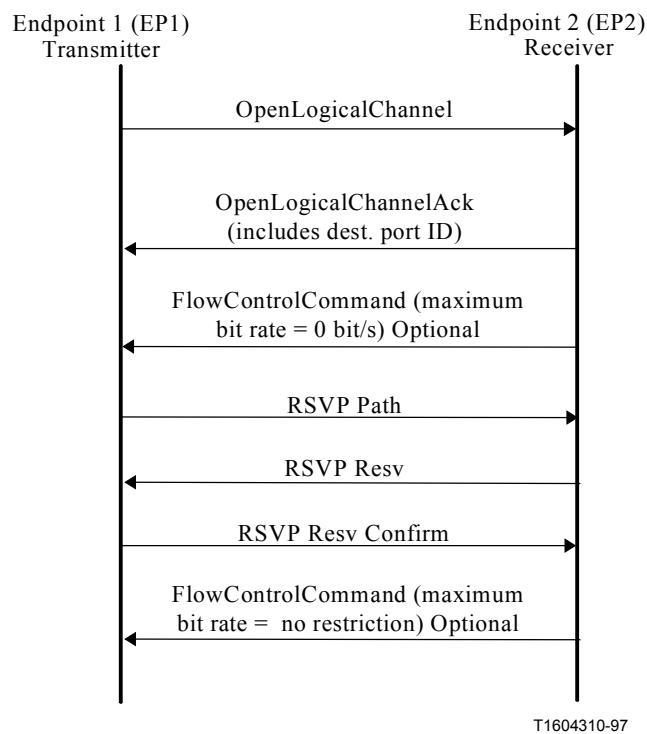 Endpoint 1 (EP1)
Transmitter
Endpoint 2 (EP2)
Receiver
OpenLogicalChannel
OpenLogicalChannelAck
(includes dest. port ID)
FlowControlCommand (maximum
bit rate = 0 bit/s) Optional
RSVP Path
RSVP Resv
RSVP Resv Confirm
FlowControlCommand (maximum
bit rate =  no restriction) Optional
T1604310-97